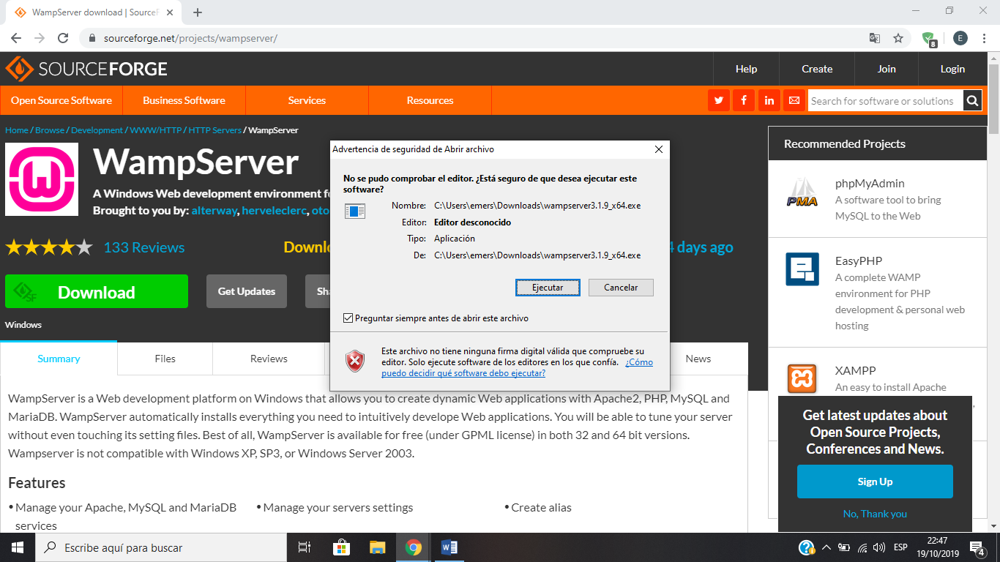 WampServer download | SourceF
sourceforge.net/projects/wampserver/
8
E
SOURCEFORGE
Help
Create
Join
Login
Open Source Software
Business Software
Services
Resources
Search for software or solutions
Home / Browse / Development / WWW/HTTP / HTTP Servers / WampServer
WampServer
A Windows Web development environment f
Brought to you by: alterway, herveleclerc, oto
133 Reviews
Downl
4 days ago
Download
SF
Get Updates
Sh
Windows
Summary
Files
Reviews
News
Advertencia de seguridad de Abrir archivo
No se pudo comprobar el editor. ¿Está seguro de que desea ejecutar este
software?
Nombre: C:\Users\emers\Downloads\wampserver3.1.9_x64.exe
Editor: Editor desconocido
Tipo: Aplicación
De: C:\Users\emers\Downloads\wampserver3.1.9_x64.exe
Ejecutar
Cancelar
Preguntar siempre antes de abrir este archivo
Este archivo no tiene ninguna firma digital válida que compruebe su
editor. Solo ejecute software de los editores en los que confía. ¿Cómo
puedo decidir qué software debo ejecutar?
WampServer is a Web development platform on Windows that allows you to create dynamic Web applications with Apache2, PHP, MySQL and
MariaDB. WampServer automatically installs everything you need to intuitively develope Web applications. You will be able to tune your server
without even touching its setting files. Best of all, WampServer is available for free (under GPML license) in both 32 and 64 bit versions.
Wampserver is not compatible with Windows XP, SP3, or Windows Server 2003.
Features
• Manage your Apache, MySQL and MariaDB
services
• Manage your servers settings
• Create alias
Recommended Projects
PMA
phpMyAdmin
A software tool to bring
MySQL to the Web
EasyPHP
A complete WAMP
environment for PHP
development & personal web
hosting
XAMPP
An easy to install Apache
Get latest updates about
Open Source Projects,
Conferences and News.
Sign Up
No, Thank you
Escribe aquí para buscar
ESP
22:47
19/10/2019
4